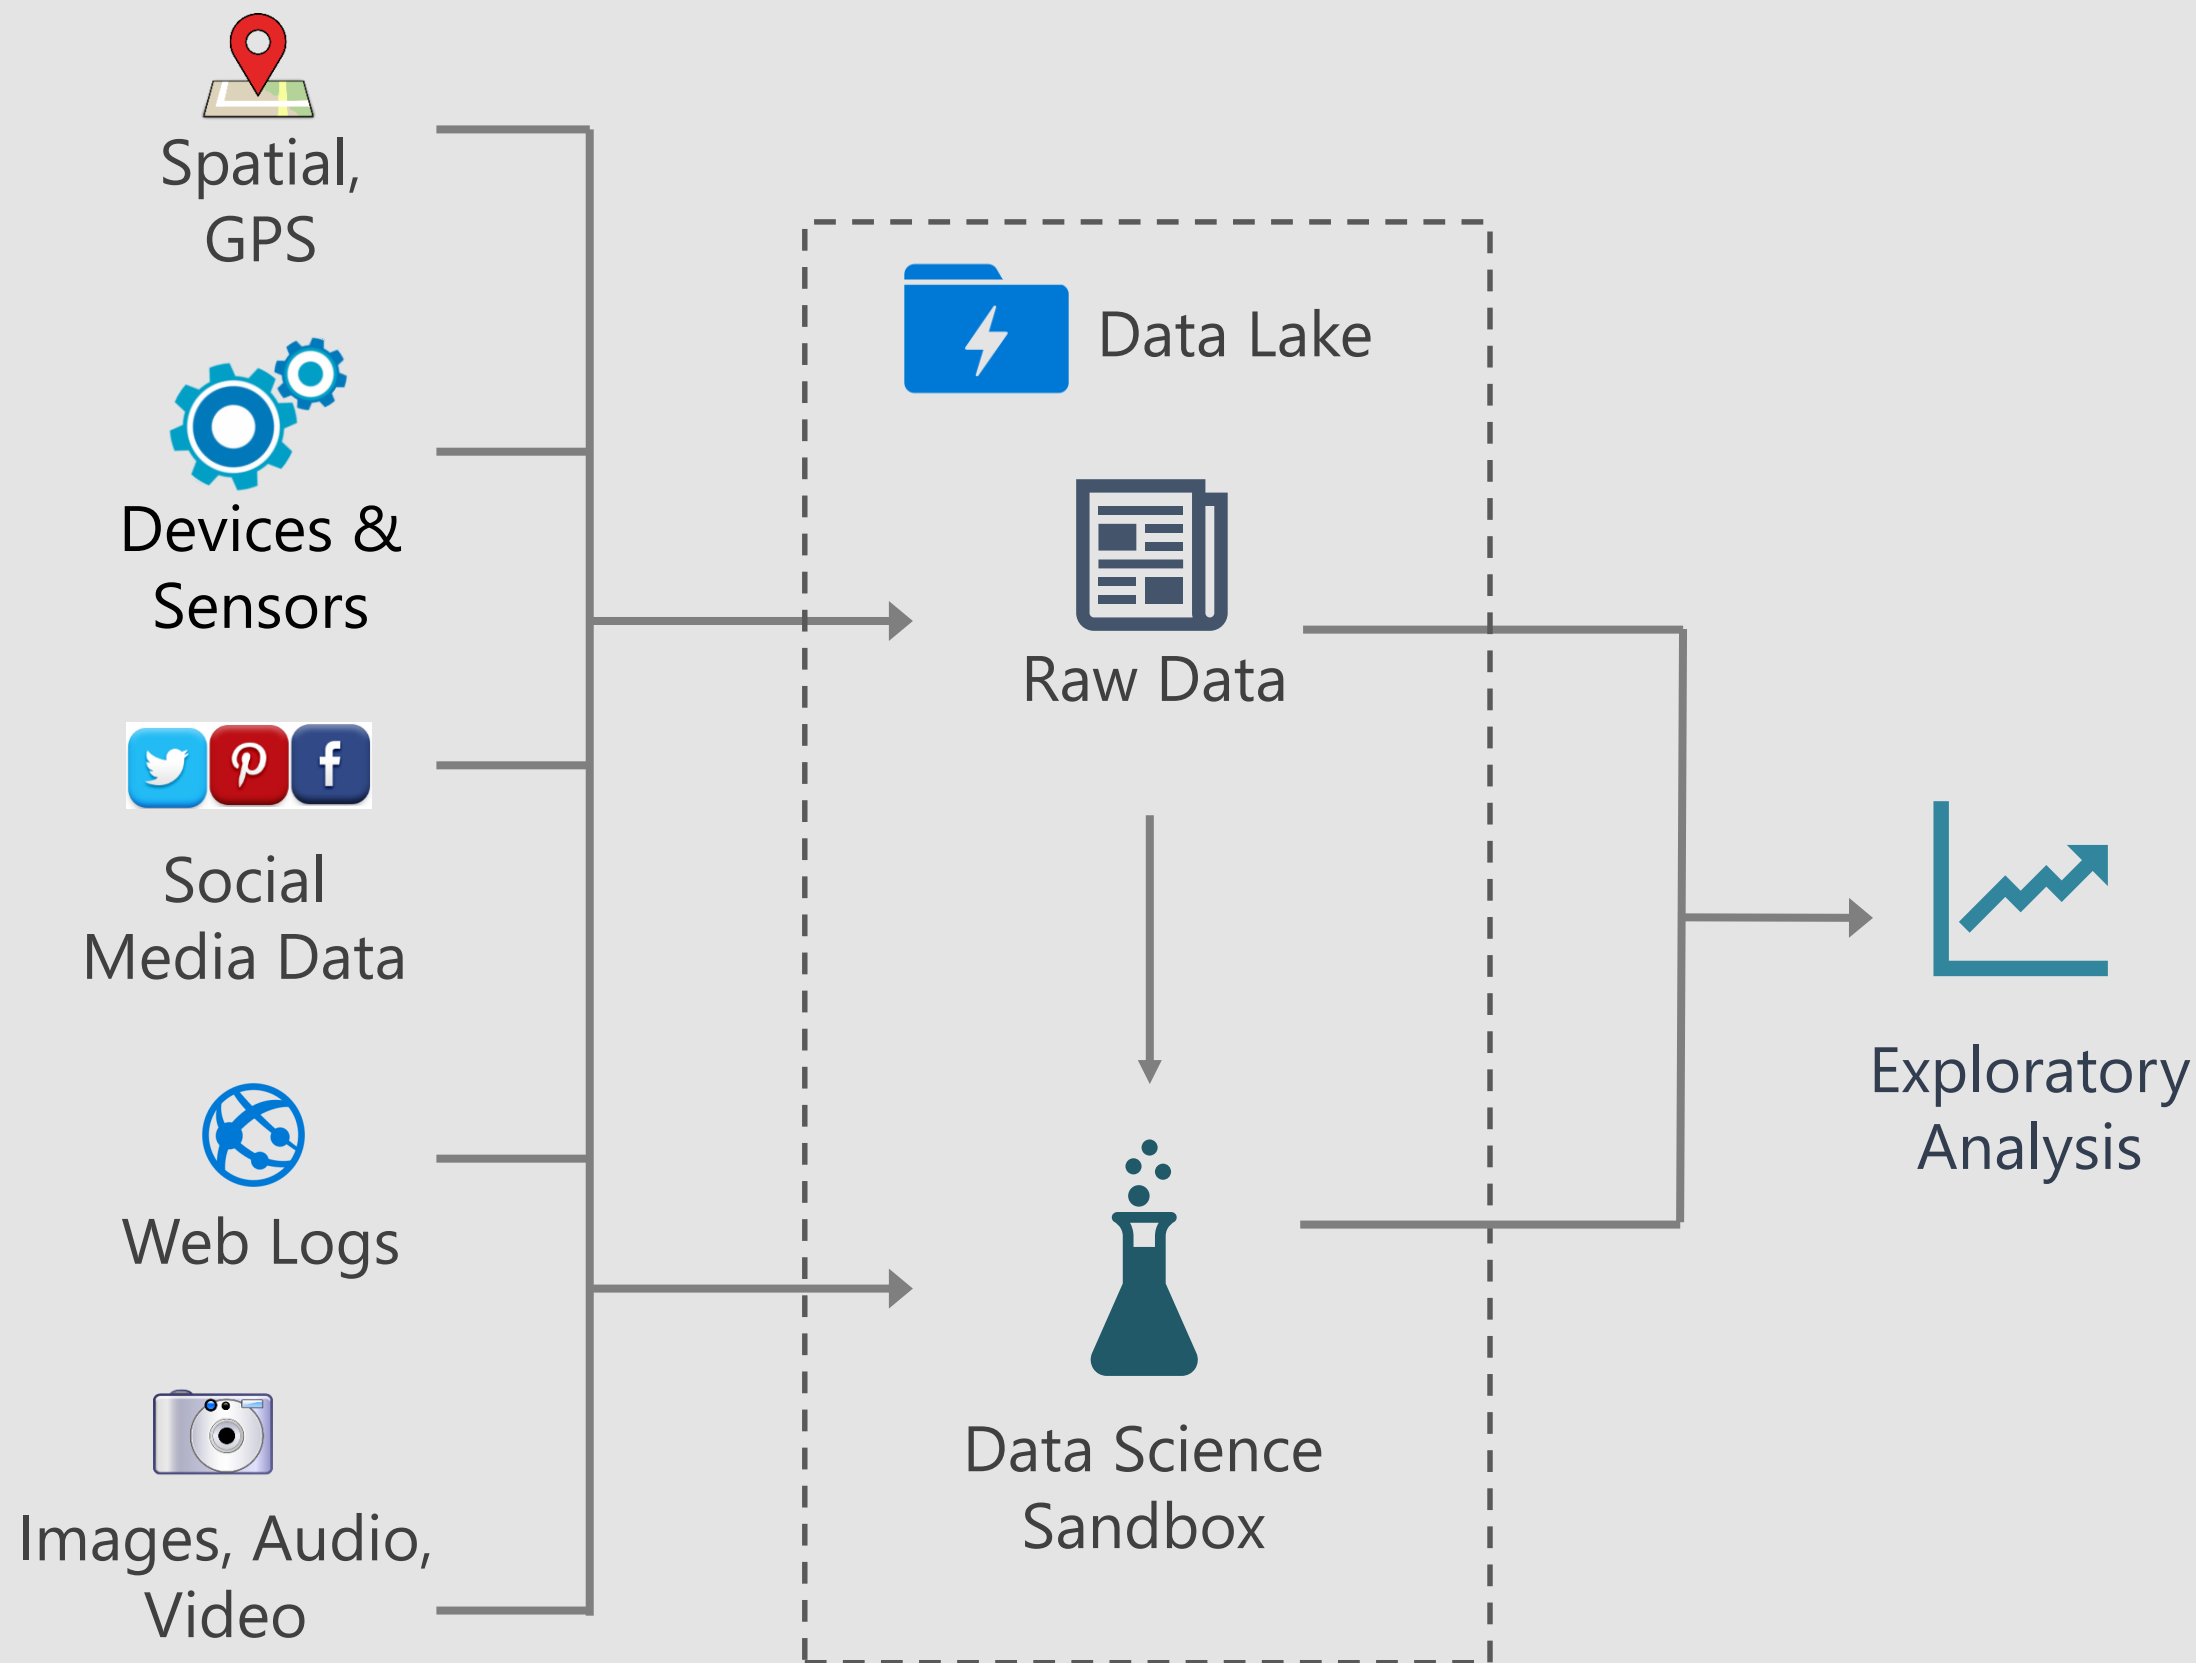 Spatial,
GPS
Devices &
Sensors
Social
Media Data
Web Logs
Images, Audio,
Video
Data Lake
Raw Data
Data Science
Sandbox
Exploratory
Analysis